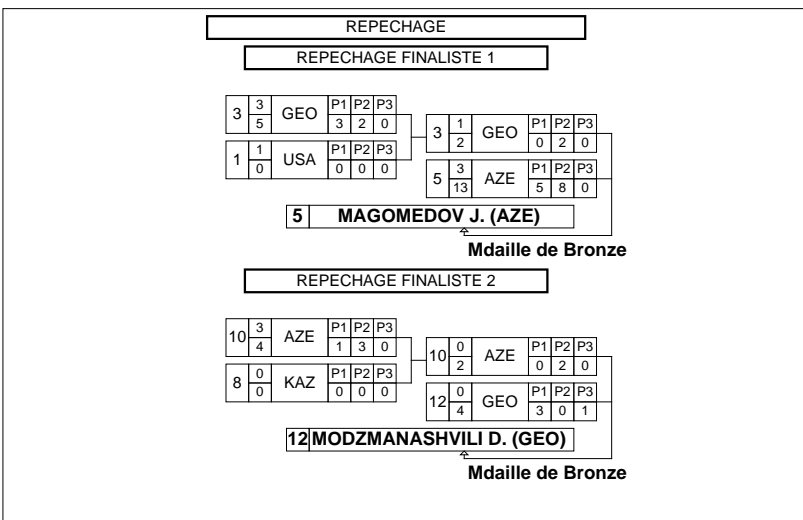 REPECHAGE
REPECHAGE FINALISTE 1
3 3 GEO P1 P2 P3
5 3 2 0
1 1 USA P1 P2 P3
0 0 0 0
3 1 GEO P1 P2 P3
2 0 2 0
5 3 AZE P1 P2 P3
13 5 8 0
5 MAGOMEDOV J. (AZE)
Mdaille de Bronze
REPECHAGE FINALISTE 2
10 3 AZE P1 P2 P3
4 1 3 0
8 0 KAZ P1 P2 P3
0 0 0 0
10 0 AZE P1 P2 P3
2 0 2 0
12 0 GEO P1 P2 P3
4 3 0 1
12 MODZMANASHVILI D. (GEO)
Mdaille de Bronze